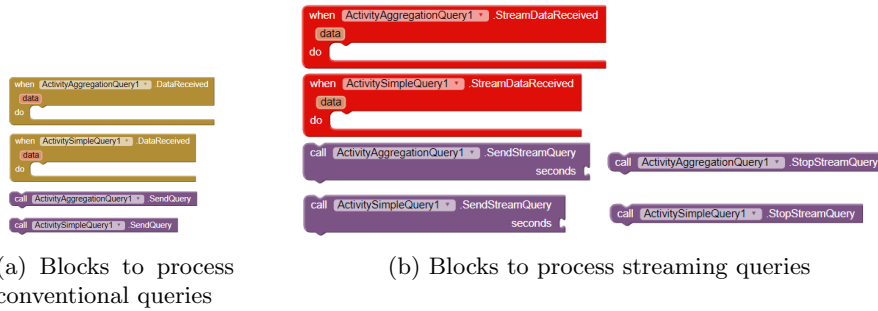 when ActivityAggregationQuery1 .DataReceived
data
do
when ActivitySimpleQuery1 .DataReceived
data
do
call ActivityAggregationQuery1 .SendQuery
call ActivitySimpleQuery1 .SendQuery
(a) Blocks to process
conventional queries
when ActivityAggregationQuery1 .StreamDataReceived
data
do
when ActivitySimpleQuery1 .StreamDataReceived
data
do
call ActivityAggregationQuery1 .SendStreamQuery
seconds
call ActivityAggregationQuery1 .StopStreamQuery
call ActivitySimpleQuery1 .SendStreamQuery
seconds
call ActivitySimpleQuery1 .StopStreamQuery
(b) Blocks to process streaming queries